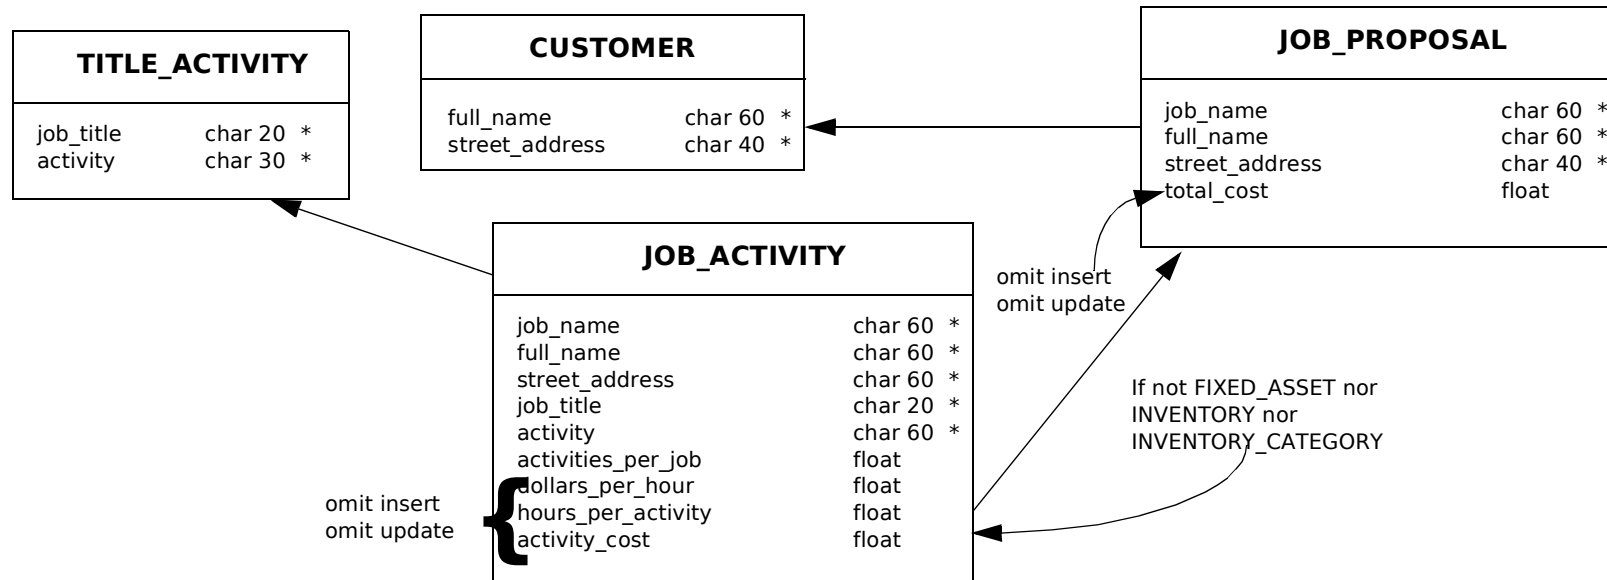 TITLE_ACTIVITY
job_title char 20 *
activity char 30 *
CUSTOMER
full_name char 60 *
street_address char 40 *
JOB_PROPOSAL
job_name char 60 *
full_name char 60 *
street_address char 40 *
total_cost float
omit insert
omit update
JOB_ACTIVITY
job_name char 60 *
full_name char 60 *
street_address char 60 *
job_title char 20 *
activity char 60 *
activities_per_job float
dollars_per_hour float
hours_per_activity float
activity_cost float
omit insert
omit update
{
If not FIXED_ASSET nor
INVENTORY nor
INVENTORY_CATEGORY